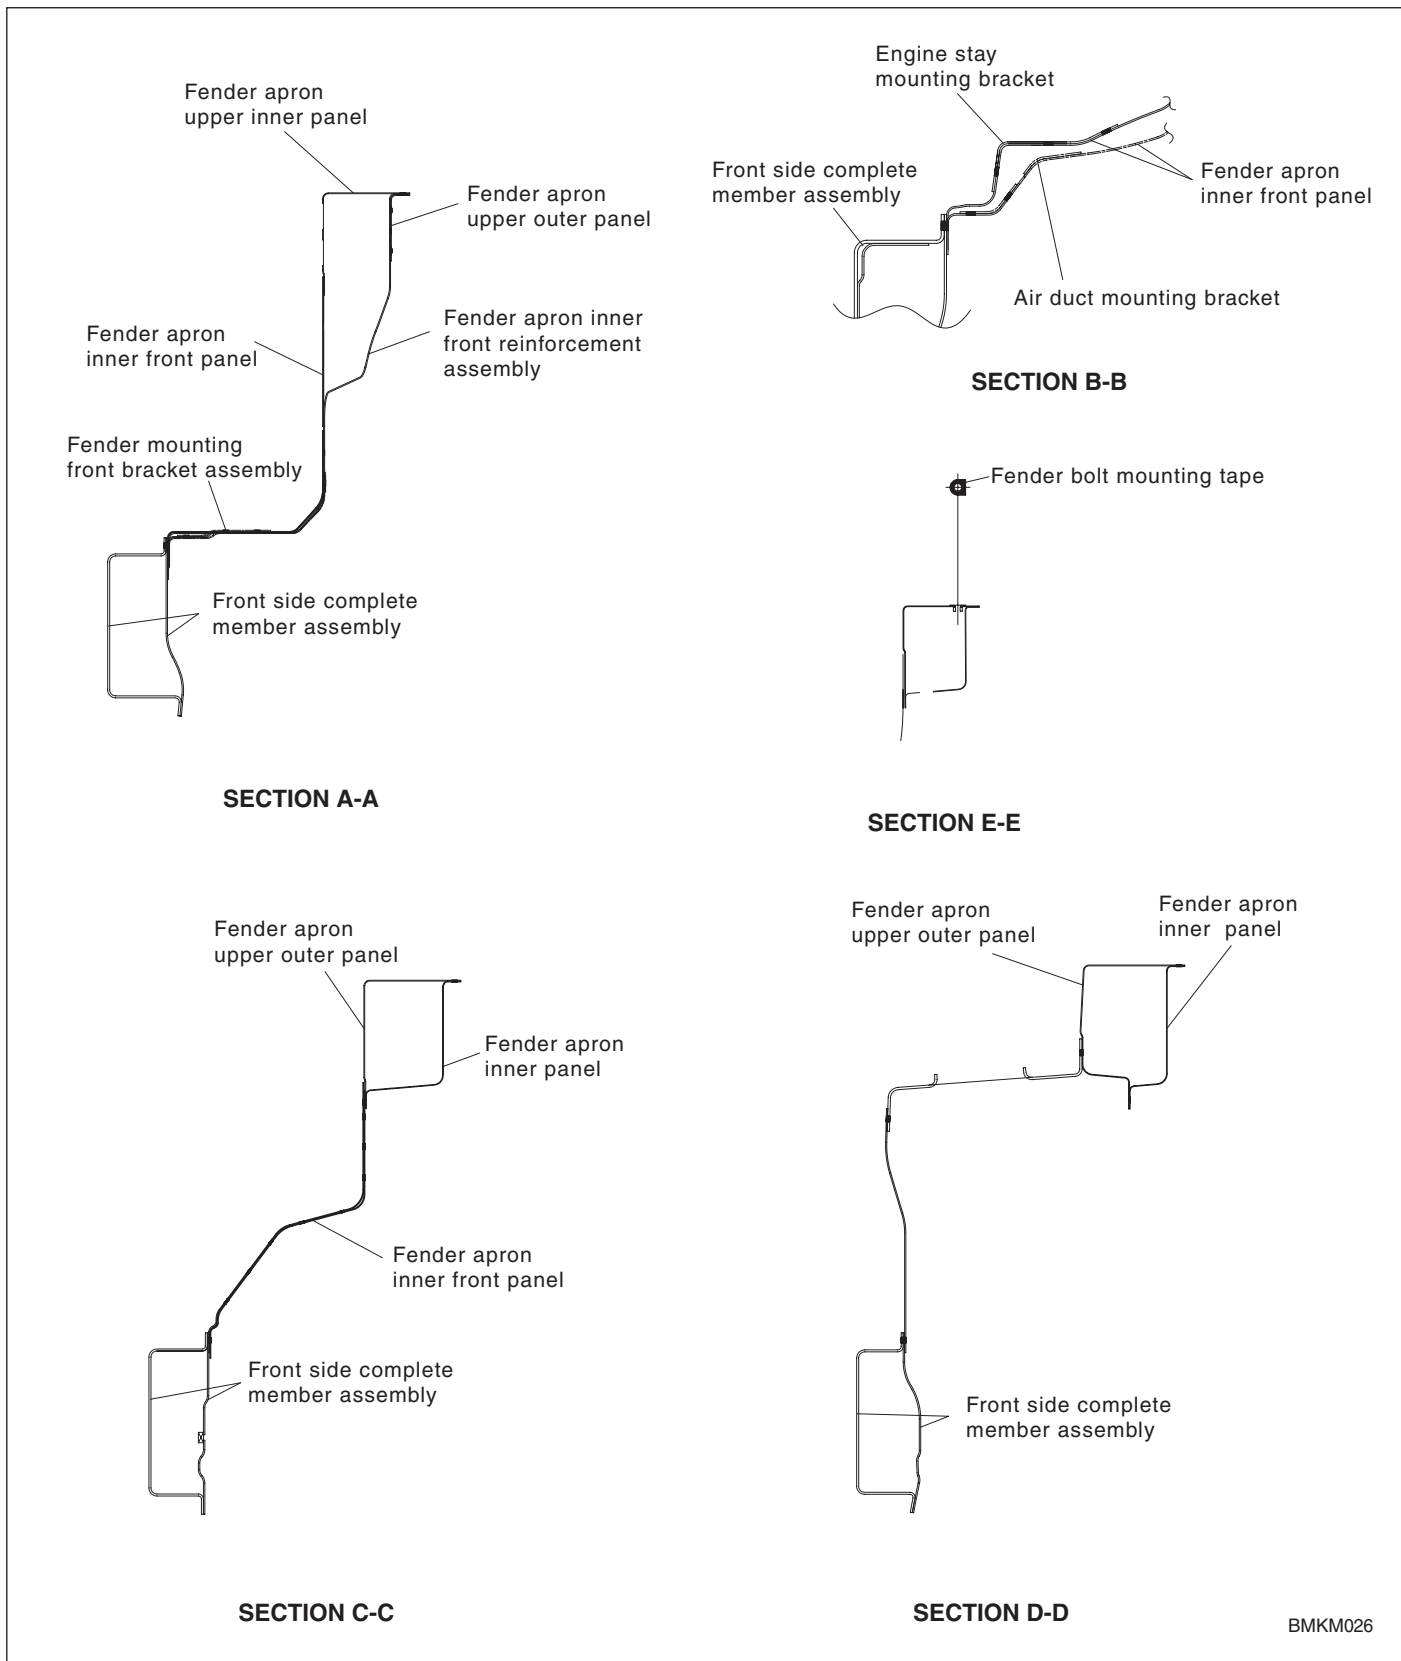 Fender apron
upper inner panel
Fender apron
upper outer panel
Fender apron
inner front panel
Fender apron inner
front reinforcement
assembly
Fender mounting
front bracket assembly
Front side complete
member assembly
SECTION A-A
Engine stay
mounting bracket
Front side complete
member assembly
Fender apron
inner front panel
Air duct mounting bracket
SECTION B-B
Fender bolt mounting tape
SECTION E-E
Fender apron
upper outer panel
Fender apron
inner panel
Fender apron
inner front panel
Front side complete
member assembly
SECTION C-C
Fender apron
upper outer panel
Fender apron
inner panel
Front side complete
member assembly
SECTION D-D
BMKM026